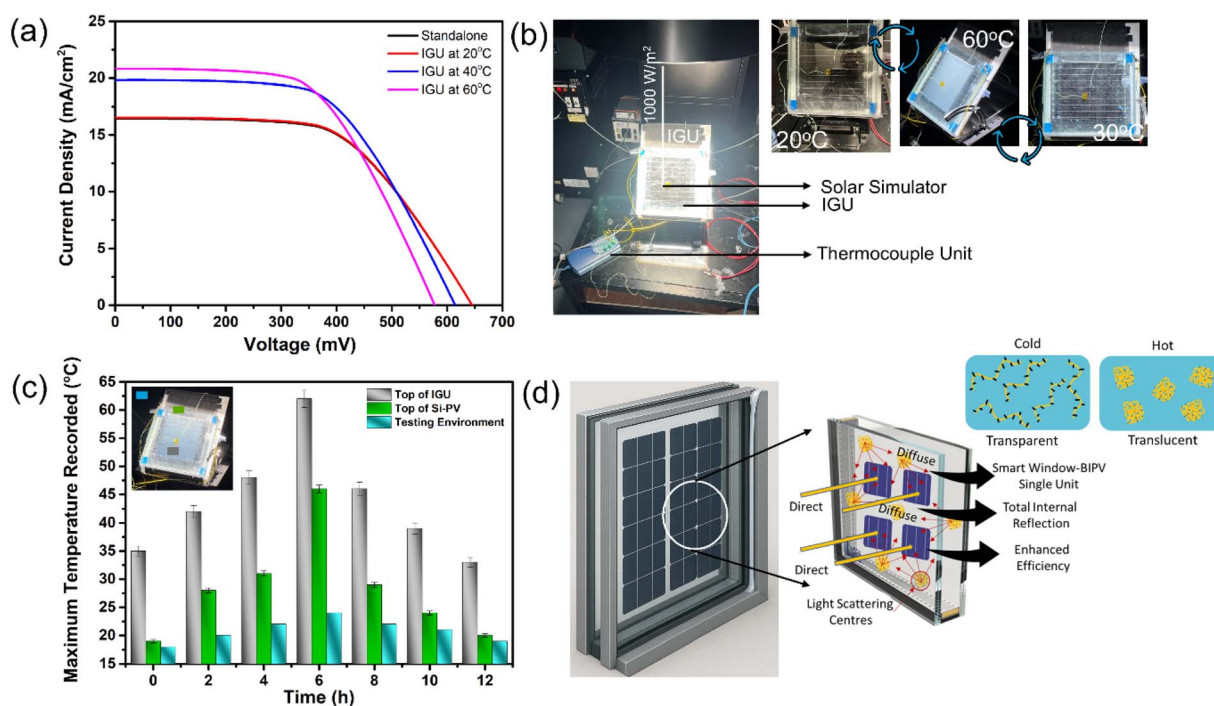 (a)
Current Density (mA/cm²)
25
20
15
10
5
0
0
100
200
300
400
500
600
700
Voltage (mV)
Standalone
IGU at 20°C
IGU at 40°C
IGU at 60°C
(b)
1000 W/m²
IGU
20°C
60°C
30°C
Solar Simulator
IGU
Thermocouple Unit
(c)
Maximum Temperature Recorded (°C)
65
60
55
50
45
40
35
30
25
20
15
0
2
4
6
8
10
12
Time (h)
Top of IGU
Top of Si-PV
Testing Environment
(d)
Cold
Hot
Transparent
Translucent
Diffuse
Direct
Diffuse
Direct
Smart Window-BIPV
Single Unit
Total Internal
Reflection
Enhanced
Efficiency
Light Scattering
Centres